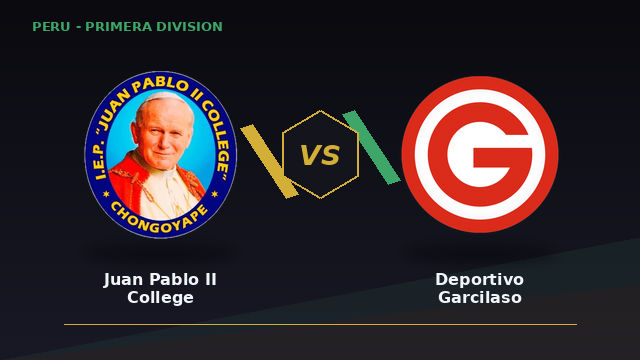 PERU - PRIMERA DIVISION
I.E.P. "JUAN PABLO II COLLEGE"
CHONGOYAPE
VS
G
Juan Pablo II
College
Deportivo
Garcilaso